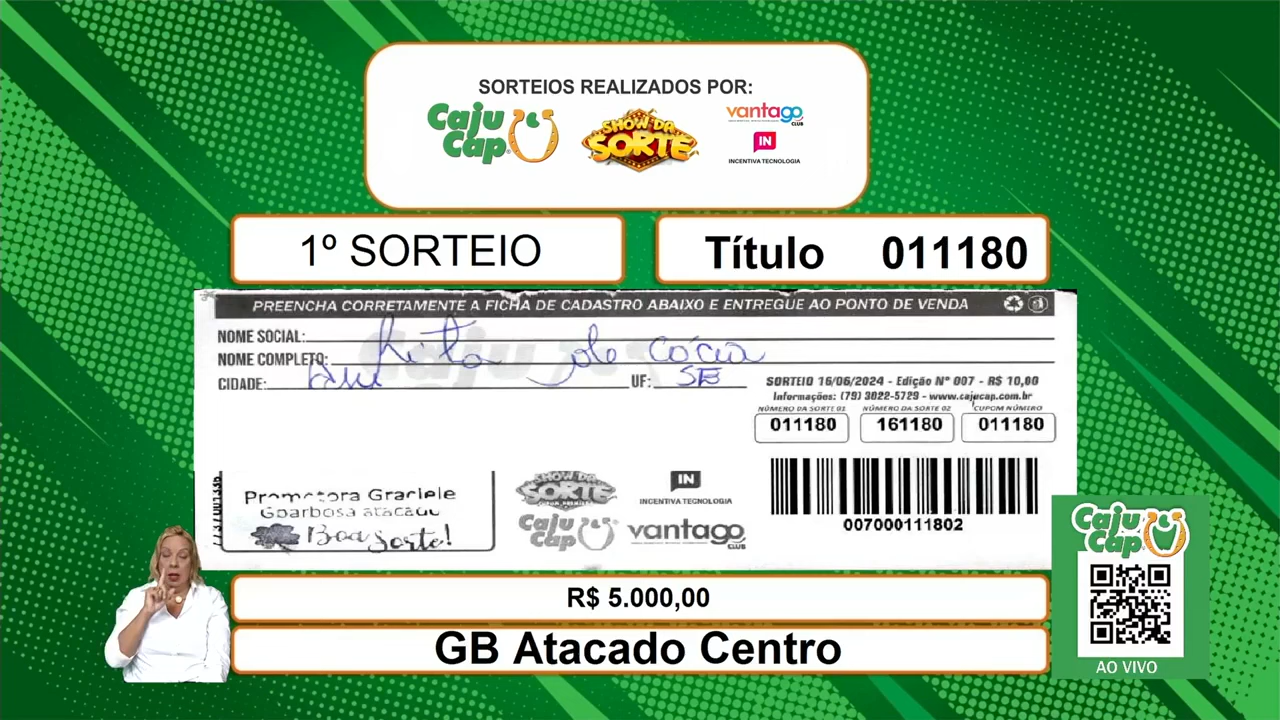 SORTEIOS REALIZADOS POR:
Caju Cap
SHOW DA SORTE
vantago
CLUB
IN
INCENTIVA TECNOLOGIA
1º SORTEIO
Título 011180
PREENCHA CORRETAMENTE A FICHA DE CADASTRO ABAIXO E ENTREGUE AO PONTO DE VENDA
NOME SOCIAL:
NOME COMPLETO: Rita de cácia
CIDADE: UF: SE
SORTEIO 16/06/2024 - Edição Nº 007 - R$ 10,00
Informações: (79) 3022-5729 - www.cajucap.com.br
NÚMERO DA SORTE 01 NÚMERO DA SORTE 02 CUPOM NÚMERO
011180 161180 011180
Promotora Graciele
Gbarbosa atacado
Boa Sorte!
SHOW DA SORTE
IN
INCENTIVA TECNOLOGIA
Caju Cap
vantago
CLUB
007000111802
R$ 5.000,00
GB Atacado Centro
Caju Cap
AO VIVO